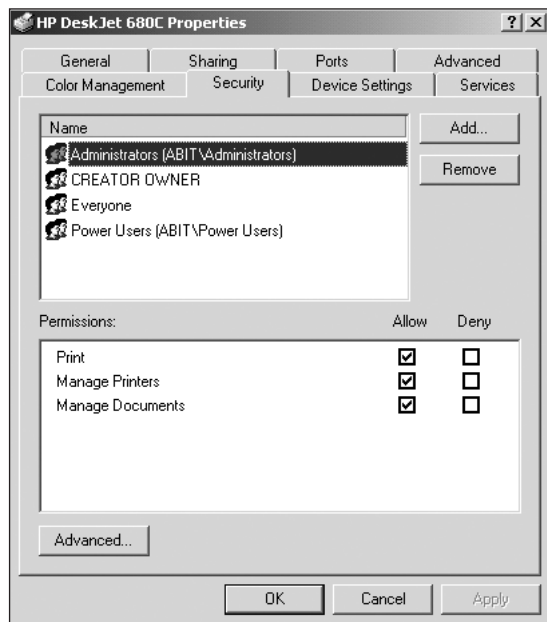 HP DeskJet 680C Properties
General Sharing Ports Advanced
Color Management Security Device Settings Services
Name
Add...
Administrators (ABIT\Administrators)
Remove
CREATOR OWNER
Everyone
Power Users (ABIT\Power Users)
Permissions: Allow Deny
Print
Manage Printers
Manage Documents
Advanced...
OK Cancel Apply